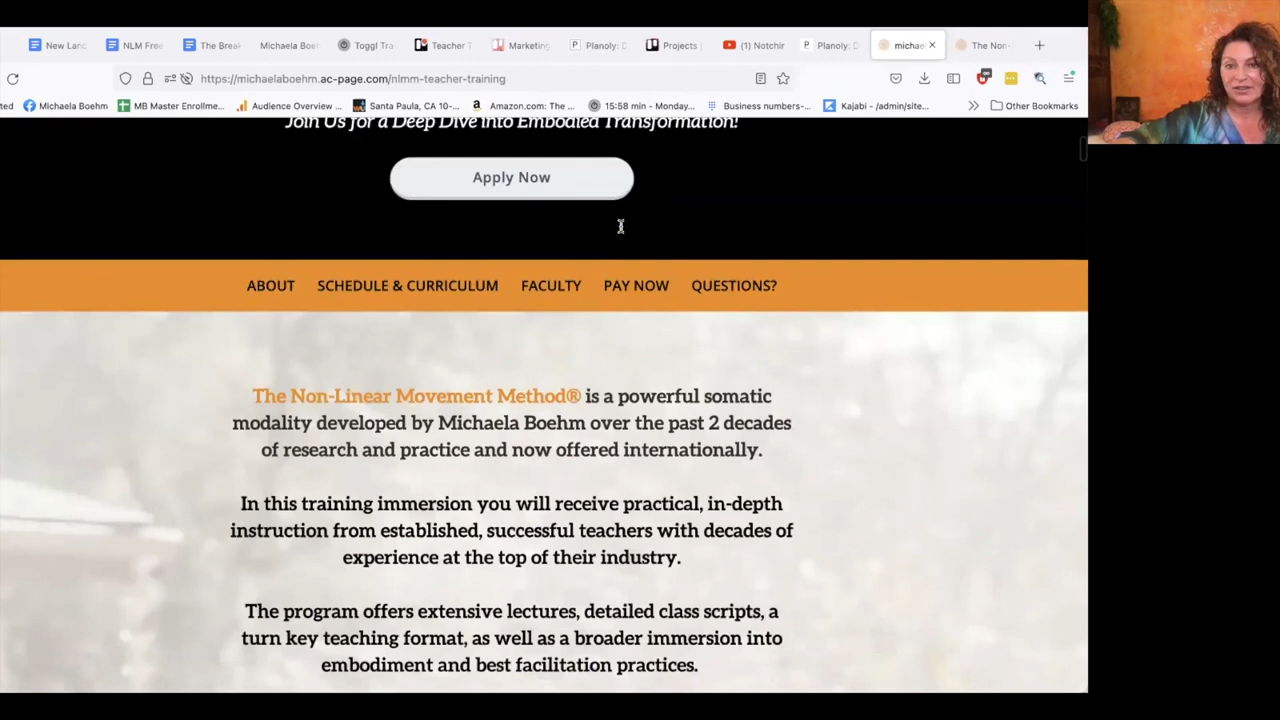 New Lanc
NLM Free
The Break
Michaela Boe
Toggl Tra
Teacher T
Marketing
Planoly: D
Projects |
(1) Notchir
Planoly: D
michae
The Non-
https://michaelaboehm.ac-page.com/nlmm-teacher-training
ted
Michaela Boehm
MB Master Enrollme...
Audience Overview ...
Santa Paula, CA 10-...
Amazon.com: The ...
15:58 min - Monday...
Business numbers-...
Kajabi - /admin/site...
Other Bookmarks
Join Us for a Deep Dive into Embodied Transformation!
Apply Now
ABOUT SCHEDULE & CURRICULUM FACULTY PAY NOW QUESTIONS?
The Non-Linear Movement Method® is a powerful somatic
modality developed by Michaela Boehm over the past 2 decades
of research and practice and now offered internationally.
In this training immersion you will receive practical, in-depth
instruction from established, successful teachers with decades of
experience at the top of their industry.
The program offers extensive lectures, detailed class scripts, a
turn key teaching format, as well as a broader immersion into
embodiment and best facilitation practices.